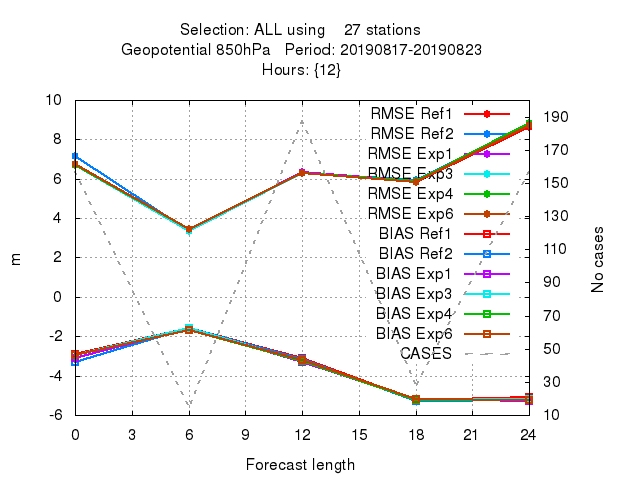 Selection: ALL using    27 stations
Geopotential 850hPa   Period: 20190817-20190823
Hours: {12}
10
8
6
4
2
0
-2
-4
-6
m
0 3 6 9 12 15 18 21 24
Forecast length
190
170
150
130
110
90
70
50
30
10
No cases
RMSE Ref1
RMSE Ref2
RMSE Exp1
RMSE Exp3
RMSE Exp4
RMSE Exp6
BIAS Ref1
BIAS Ref2
BIAS Exp1
BIAS Exp3
BIAS Exp4
BIAS Exp6
CASES